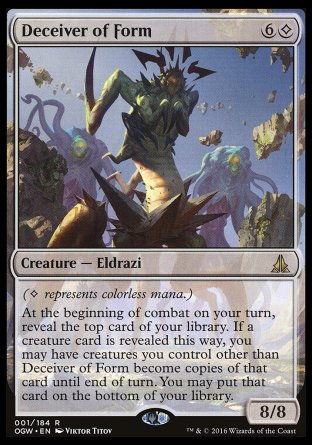 Deceiver of Form 6
Creature — Eldrazi
( represents colorless mana.)
At the beginning of combat on your turn,
reveal the top card of your library. If a
creature card is revealed this way, you
may have creatures you control other than
Deceiver of Form become copies of that
card until end of turn. You may put that
card on the bottom of your library.
8/8
001/184 R
OGW • EN Viktor Titov
™ & © 2016 Wizards of the Coast